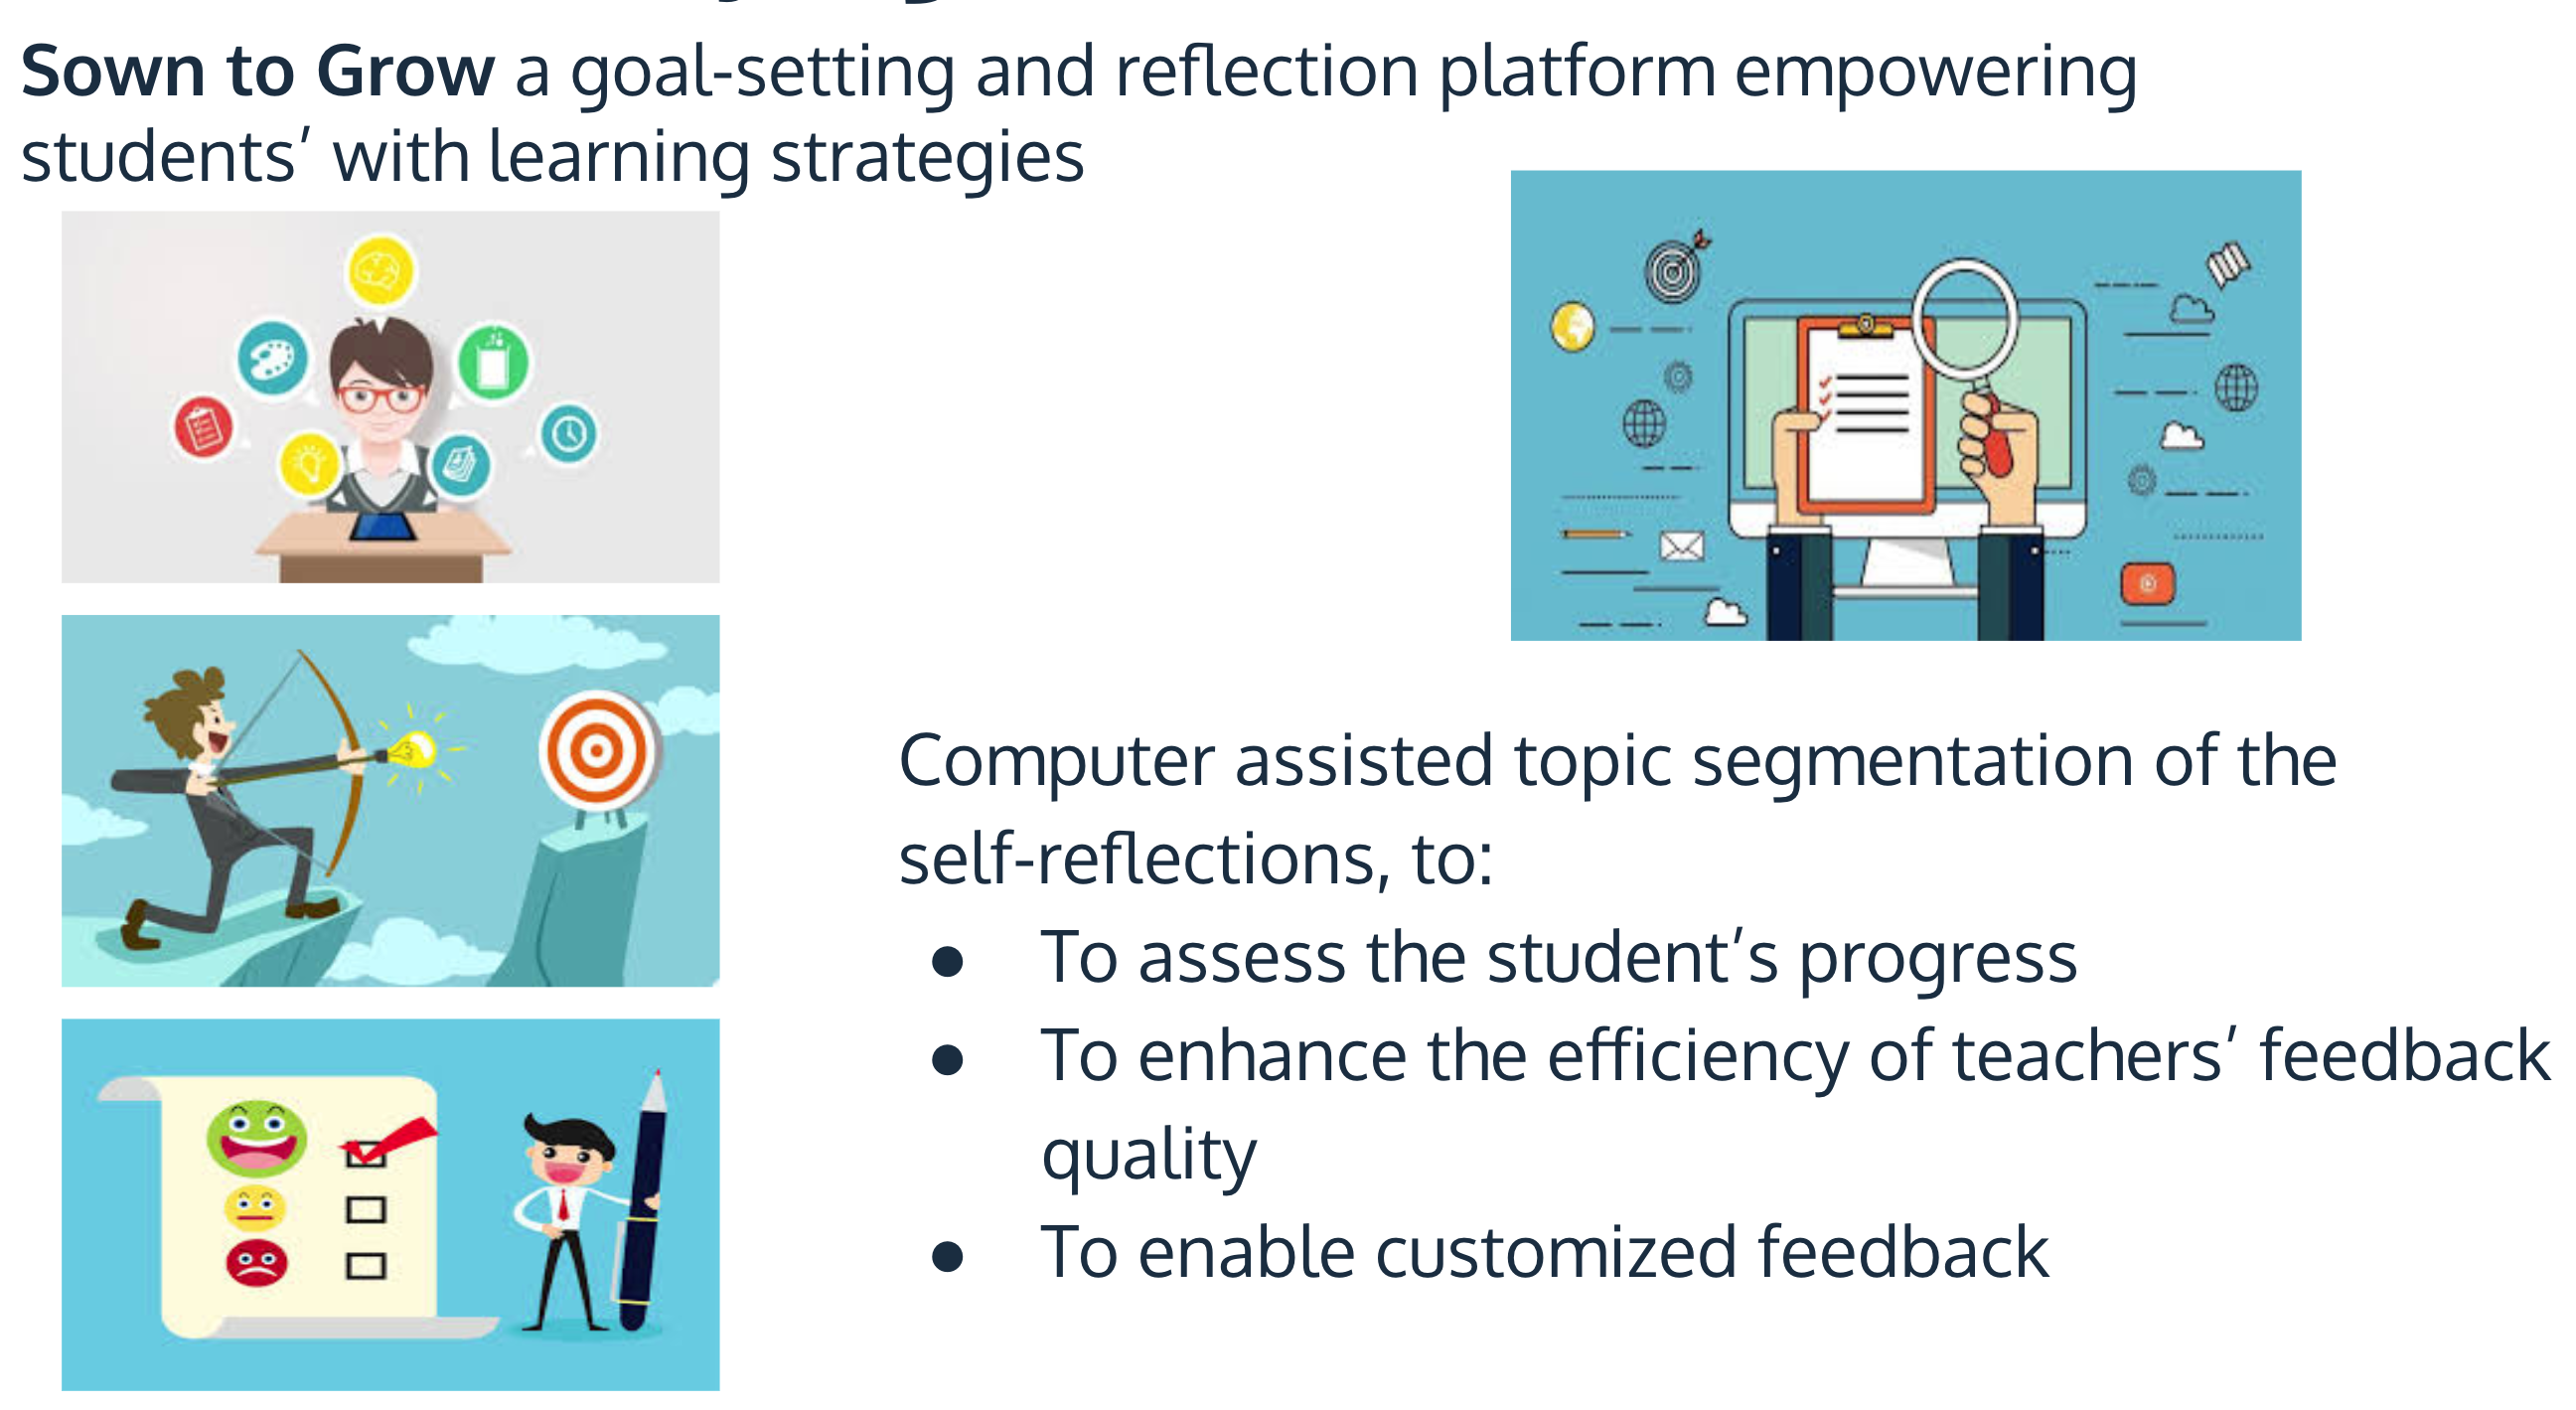 Sown to Grow a goal-setting and reflection platform empowering
students’ with learning strategies
Computer assisted topic segmentation of the
self-reflections, to:
● To assess the student’s progress
● To enhance the efficiency of teachers’ feedback
quality
● To enable customized feedback